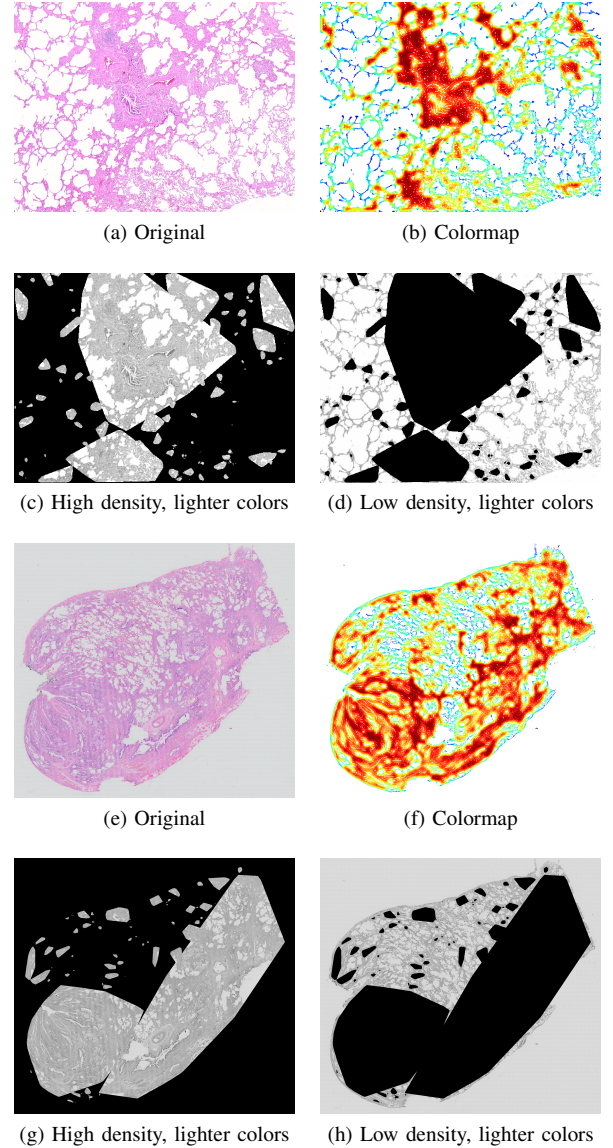 (a) Original
(b) Colormap
(c) High density, lighter colors
(d) Low density, lighter colors
(e) Original
(f) Colormap
(g) High density, lighter colors
(h) Low density, lighter colors